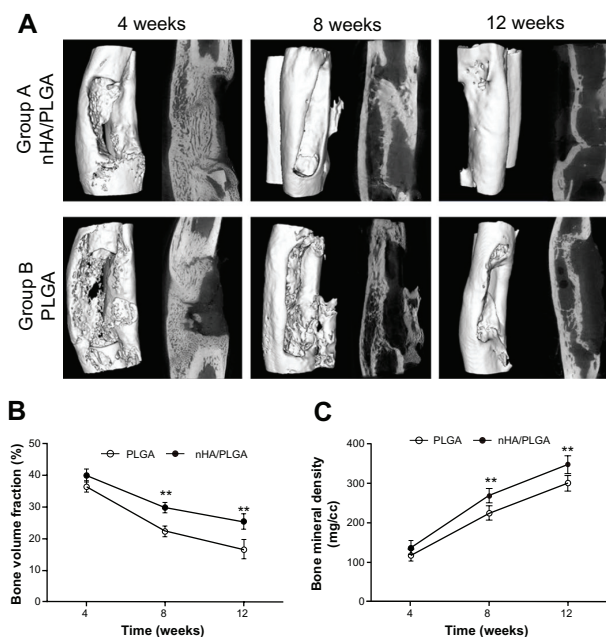 A
4 weeks
8 weeks
12 weeks
Group A
nHA/PLGA
Group B
PLGA
B
PLGA
nHA/PLGA
Bone volume fraction (%)
50
40
30
20
10
0
**
**
4
8
12
Time (weeks)
C
PLGA
nHA/PLGA
Bone mineral density
(mg/cc)
400
300
200
100
0
**
**
4
8
12
Time (weeks)